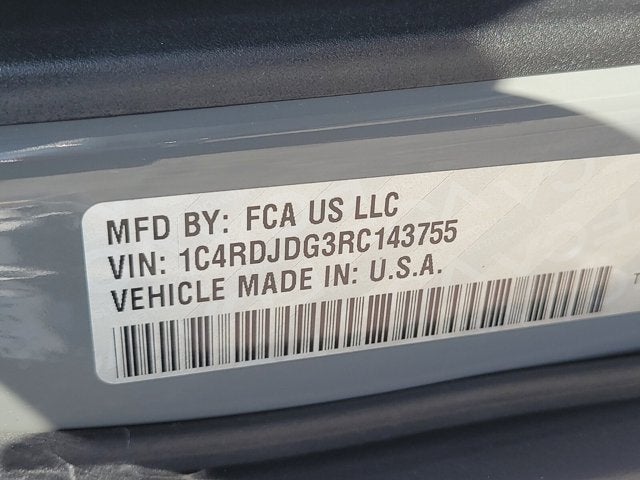 MFD BY: FCA US LLC
VIN: 1C4RDJDG3RC143755
VEHICLE MADE IN: U.S.A.
T